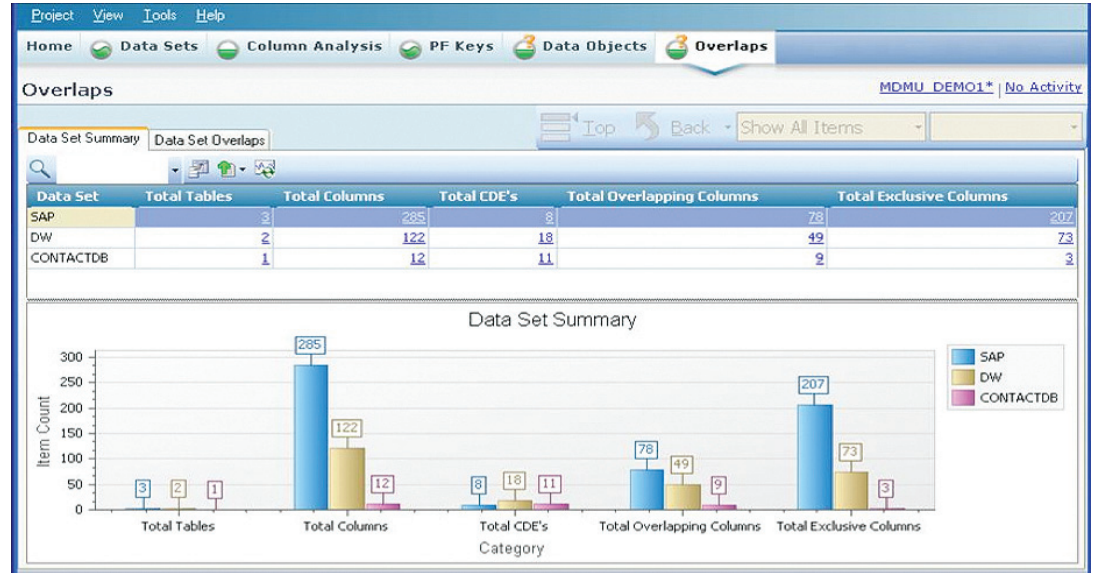 Project View Tools Help
Home Data Sets Column Analysis PF Keys Data Objects Overlaps
Overlaps MDMU_DEMO1* | No Activity
Top Back Show All Items
Data Set Summary Data Set Overlaps
Data Set Total Tables Total Columns Total CDE's Total Overlapping Columns Total Exclusive Columns
SAP 3 285 8 78 207
DW 2 122 18 49 73
CONTACTDB 1 12 11 9 3
Data Set Summary
Item Count
300
250
200
150
100
50
0
3 2 1
285 122 12
8 18 11
78 49 9
207 73 3
Total Tables Total Columns Total CDE's Total Overlapping Columns Total Exclusive Columns
Category
SAP
DW
CONTACTDB